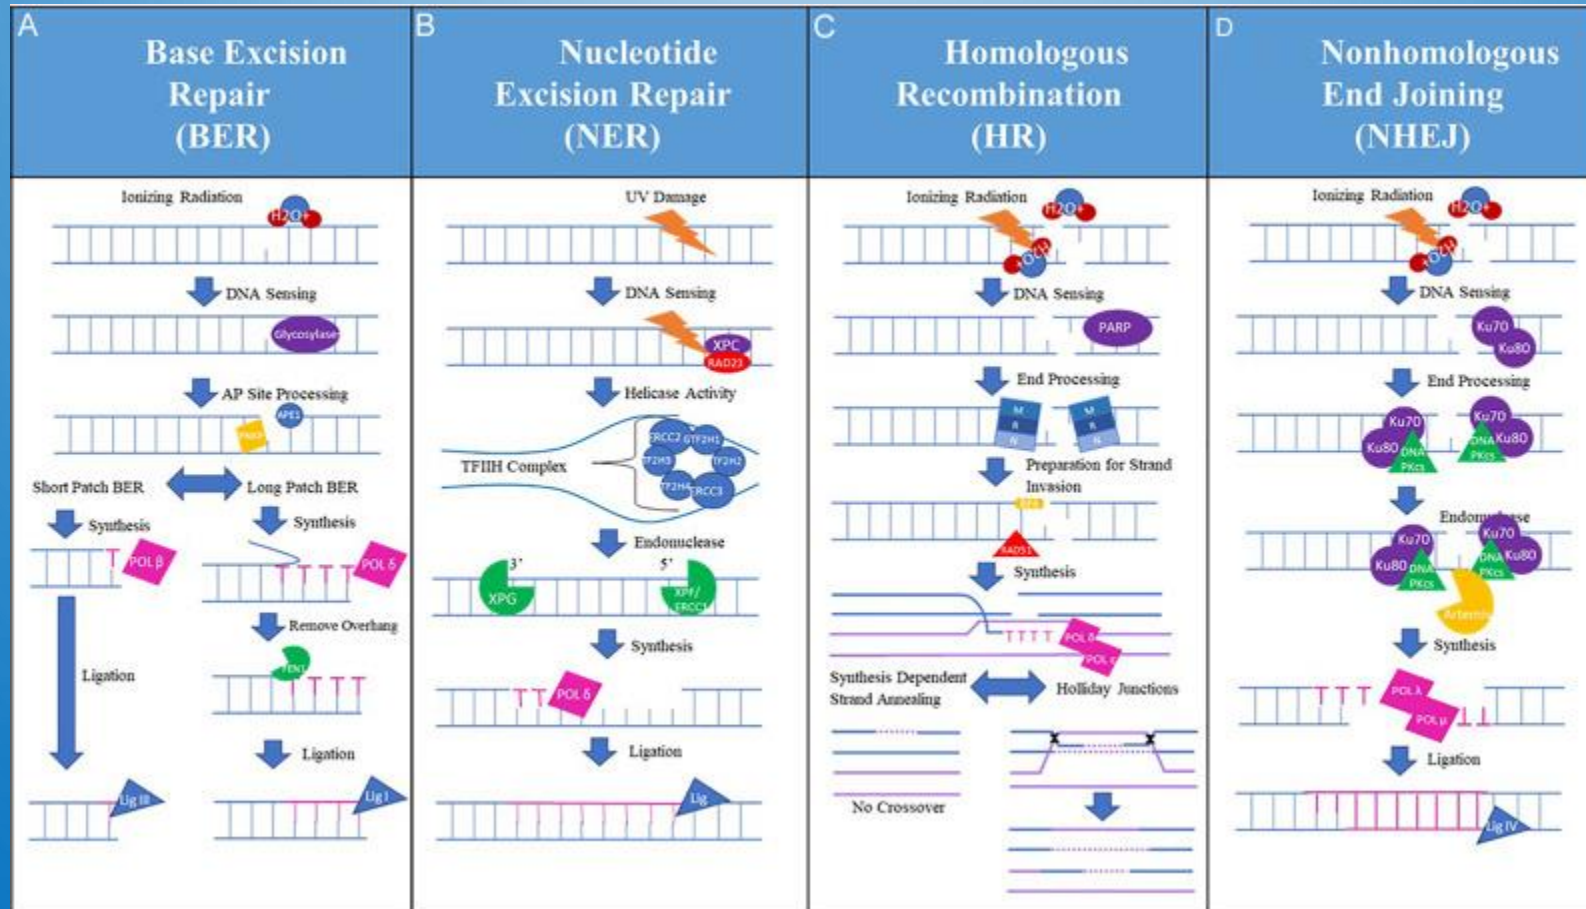 A
Base Excision
Repair
(BER)
Ionizing Radiation
H2O+
DNA Sensing
Glycosylase
AP Site Processing
APE1
Short Patch BER
Long Patch BER
Synthesis
Synthesis
POL β
POL δ
Remove Overhang
FEN1
Ligation
Ligation
Lig III
Lig I
B
Nucleotide
Excision Repair
(NER)
UV Damage
DNA Sensing
XPC
RAD23
Helicase Activity
TFIIH Complex
ERCC2
GTF2H1
TF2H3
TF2H2
TF2H4
ERCC3
Endonuclease
3’
5’
XPG
XPF/
ERCC1
Synthesis
POL δ
Ligation
Lig
C
Homologous
Recombination
(HR)
Ionizing Radiation
H2O+
DNA Sensing
PARP
End Processing
M
R
N
M
R
N
Preparation for Strand
Invasion
RAD51
Synthesis
POL δ
POL ε
Synthesis Dependent
Strand Annealing
Holliday Junctions
X
X
No Crossover
D
Nonhomologous
End Joining
(NHEJ)
Ionizing Radiation
H2O+
DNA Sensing
Ku70
Ku80
End Processing
Ku70
Ku80
DNA
PKcs
Ku70
Ku80
DNA
PKcs
Endonuclease
Ku70
Ku80
DNA
PKcs
Ku70
Ku80
DNA
PKcs
Artemis
Synthesis
POL λ
POL μ
Ligation
Lig IV